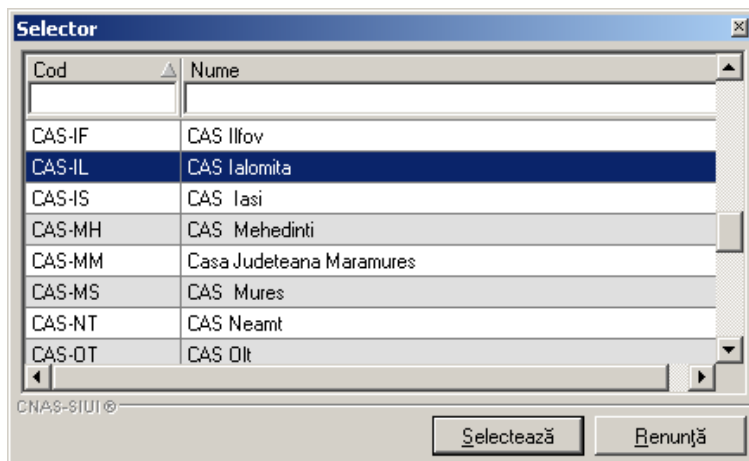 Selector
Cod Nume
CAS-IF CAS Ilfov
CAS-IL CAS Ialomita
CAS-IS CAS Iasi
CAS-MH CAS Mehedinti
CAS-MM Casa Judeteana Maramures
CAS-MS CAS Mures
CAS-NT CAS Neamt
CAS-OT CAS Olt
CNAS-SIUI®
Selectează Renunţă